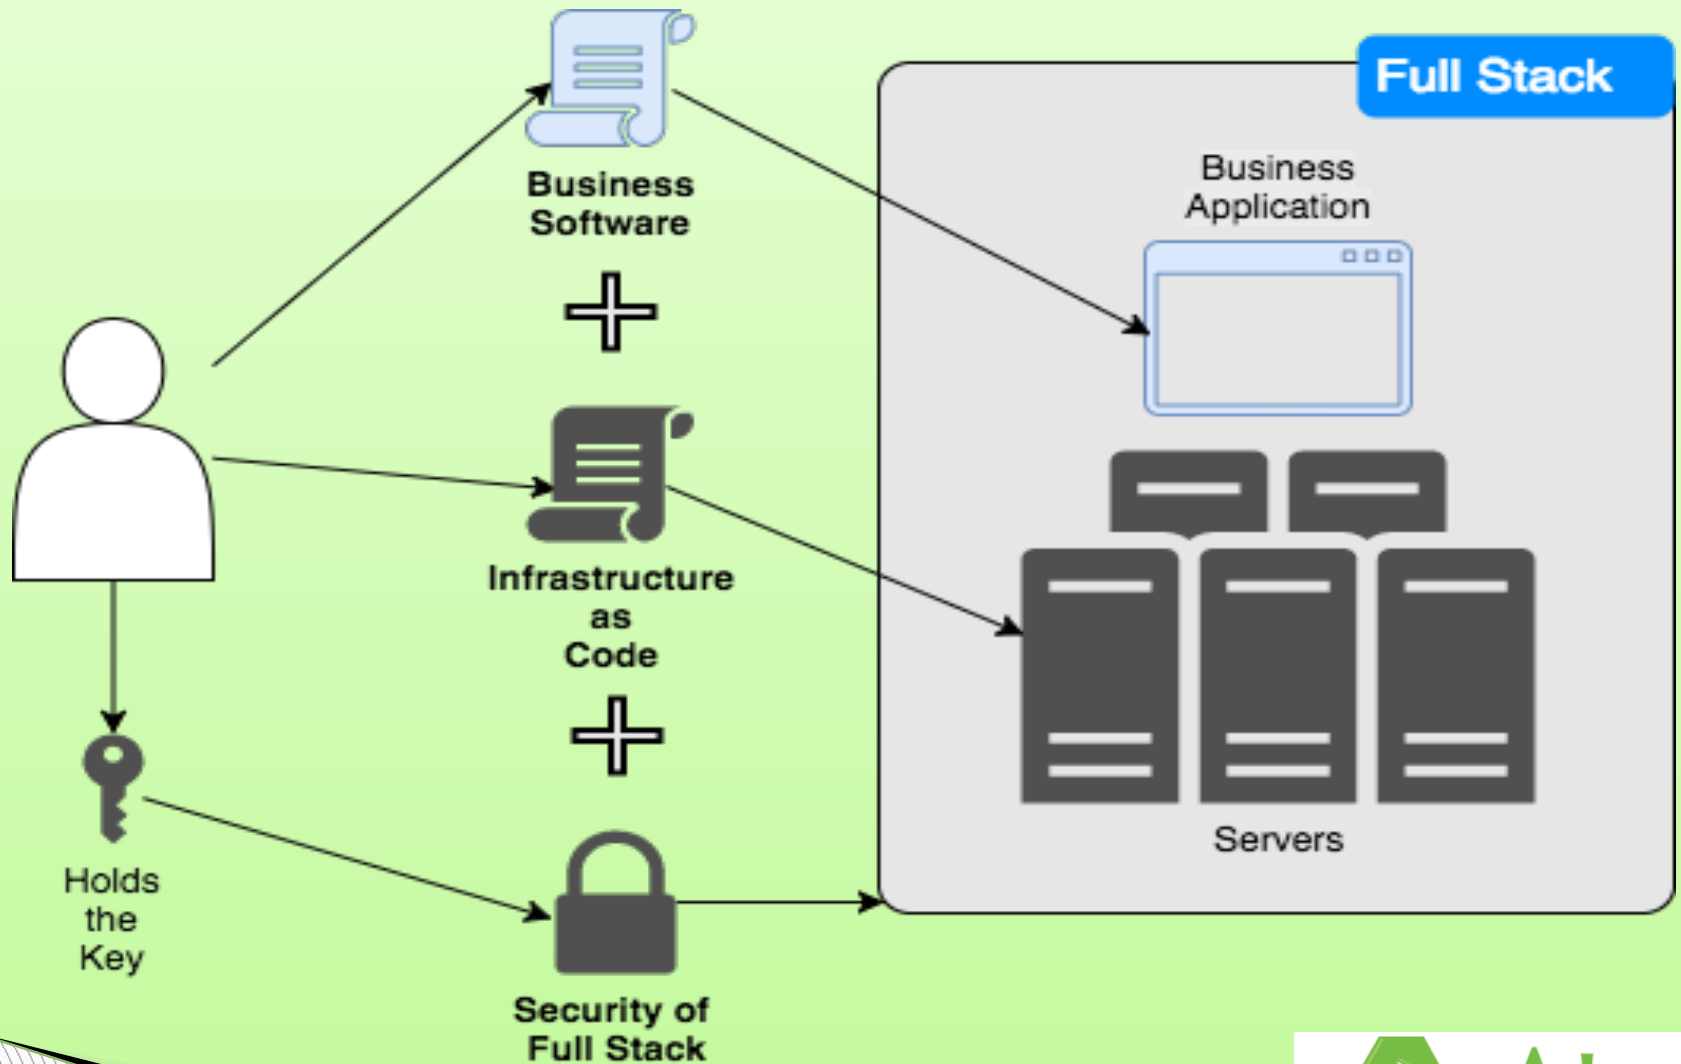 Full Stack
Business
Software
Business
Application
Infrastructure
as
Code
Servers
Holds
the
Key
Security of
Full Stack